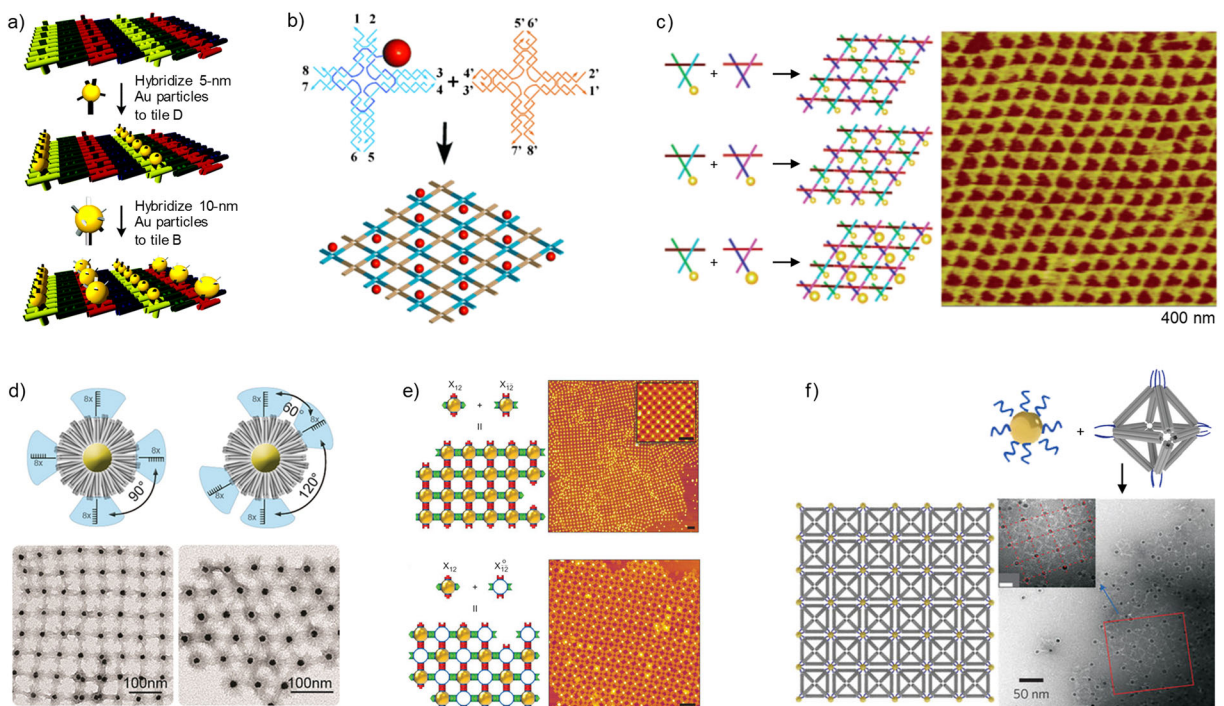 a)
Hybridize 5-nm
Au particles
to tile D
Hybridize 10-nm
Au particles
to tile B
b)
1 2
5' 6'
8
7
3
4
+
4'
3'
2'
1'
6 5
7' 8'
c)
+
+
+
400 nm
d)
8x
8x
8x
8x
90°
8x
60°
8x
8x
8x
120°
100nm
100nm
e)
X12
+
X12
=
X12
+
X12
=
f)
+
50 nm